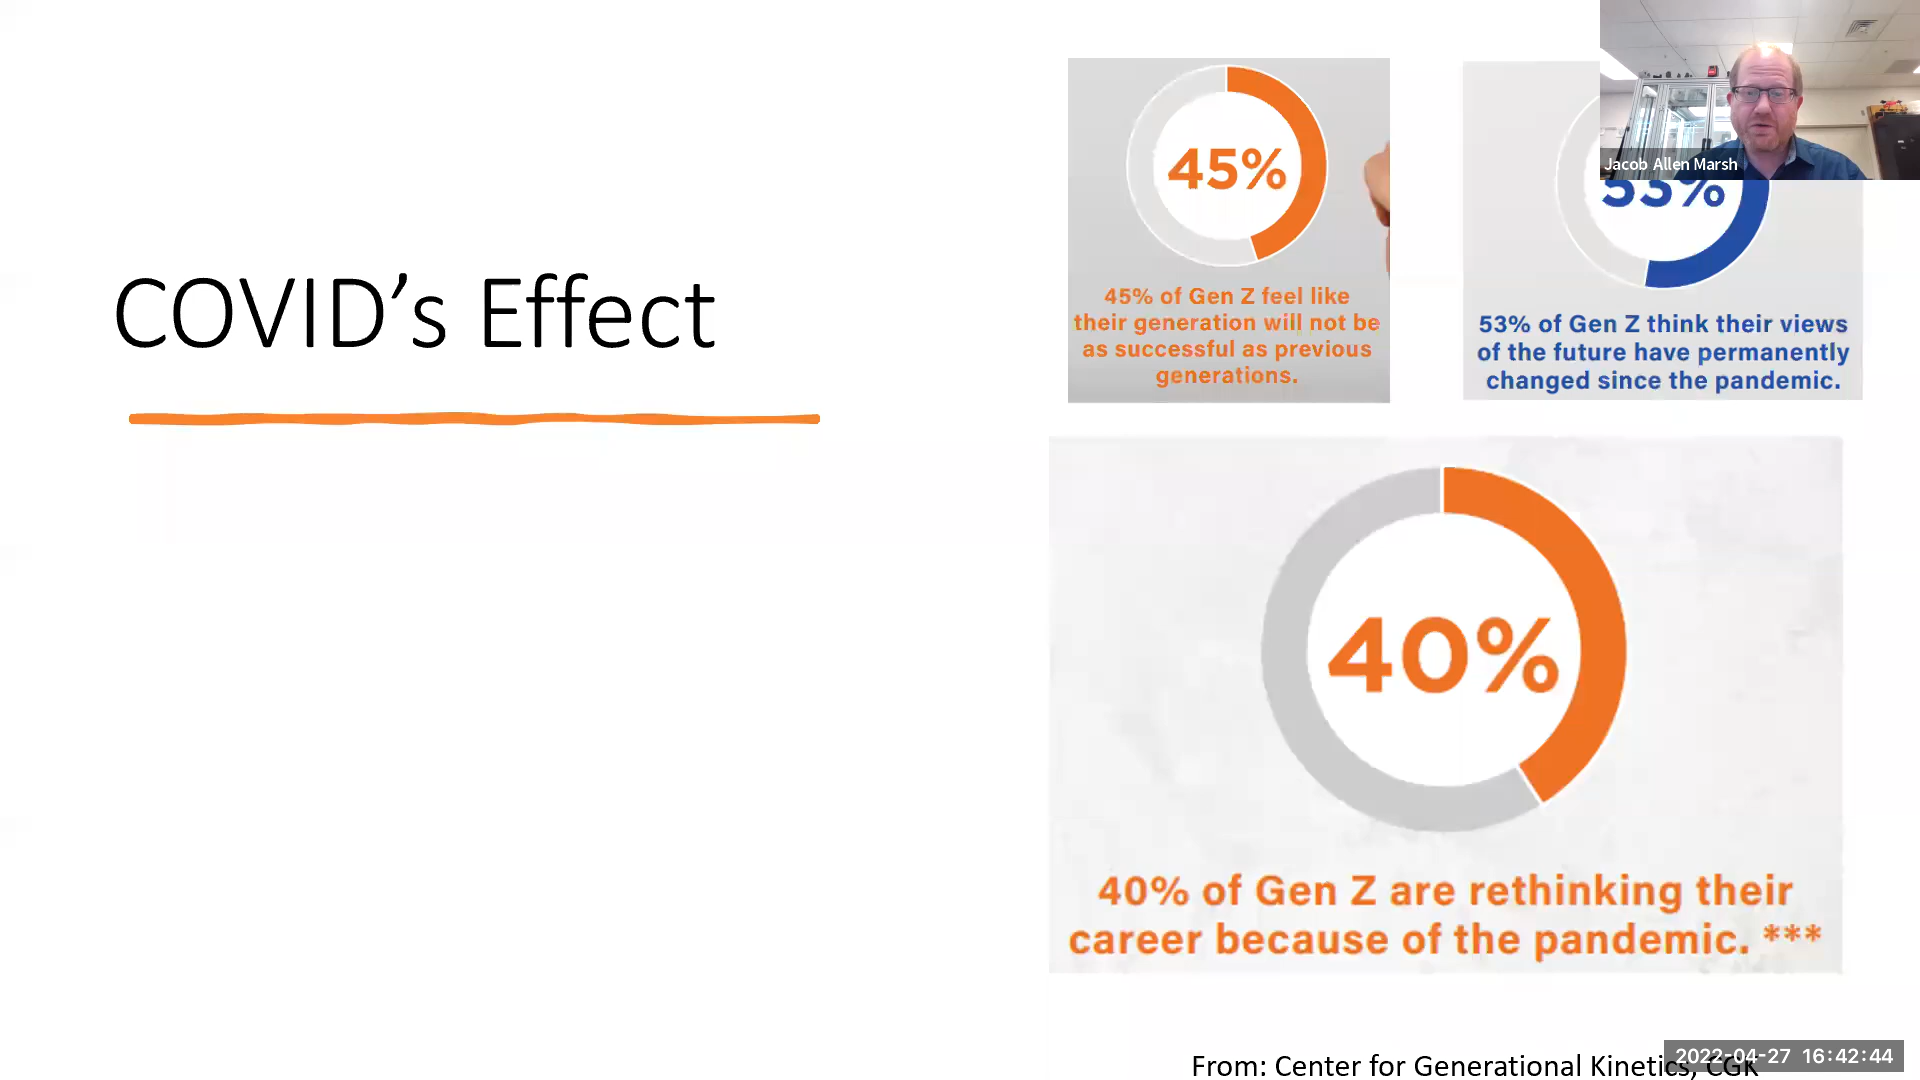 COVID’s Effect
45%
45% of Gen Z feel like
their generation will not be
as successful as previous
generations.
Jacob Allen Marsh
53%
53% of Gen Z think their views
of the future have permanently
changed since the pandemic.
40%
40% of Gen Z are rethinking their
career because of the pandemic. ***
From: Center for Generational Kinetics, CGK
2022-04-27 16:42:44